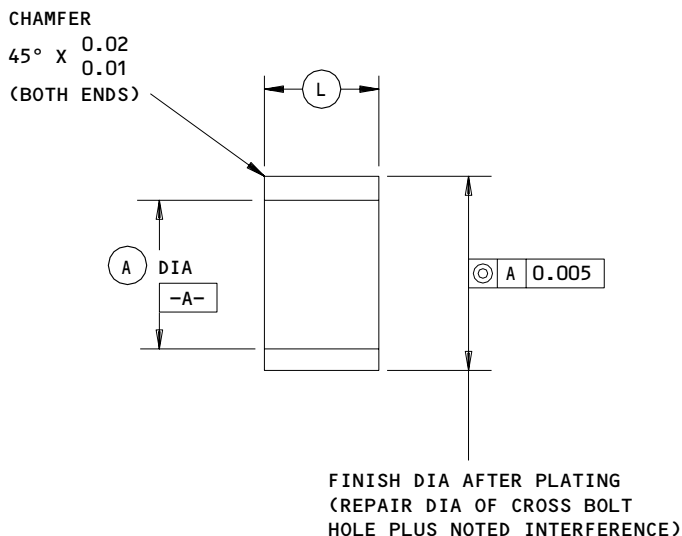 CHAMFER
45° X 0.02
0.01
(BOTH ENDS)
L
A DIA
-A-
◎ A 0.005
FINISH DIA AFTER PLATING
(REPAIR DIA OF CROSS BOLT
HOLE PLUS NOTED INTERFERENCE)